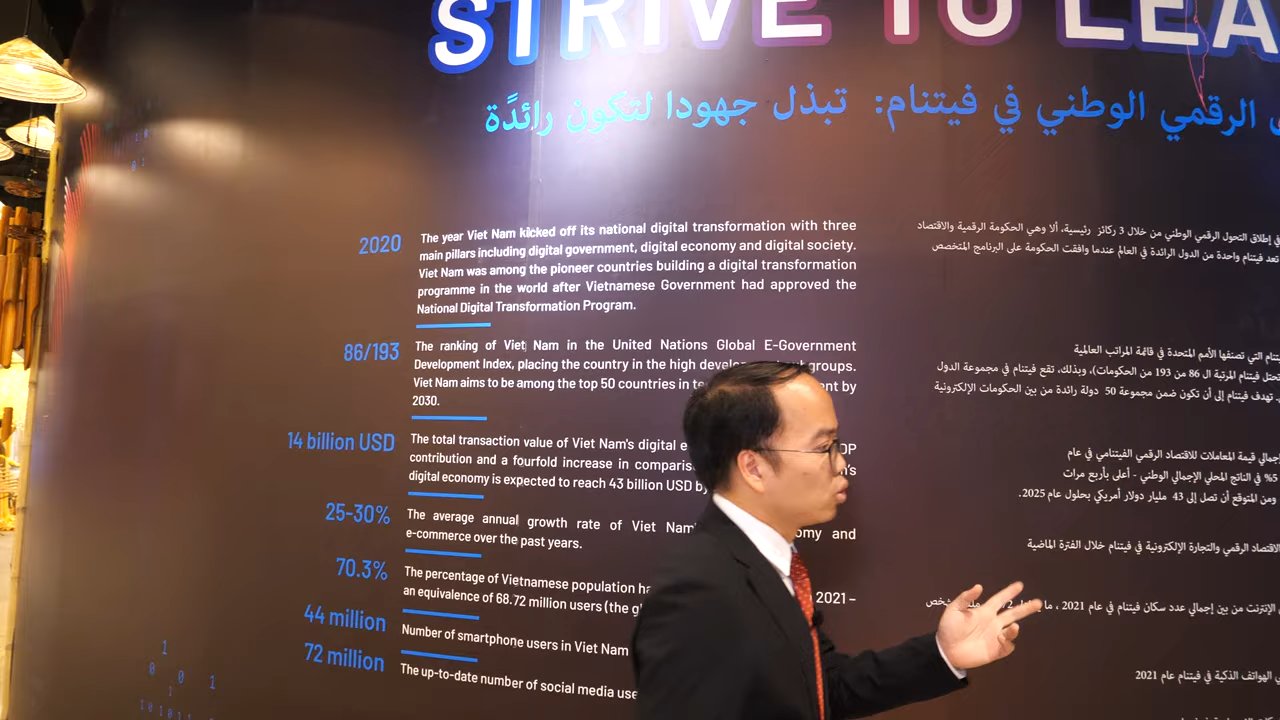 STRIVE TO LEA
الرقمي الوطني في فيتنام: تبذل جهودا لتكون رائدًة
2020
The year Viet Nam kicked off its national digital transformation with three
main pillars including digital government, digital economy and digital society.
Viet Nam was among the pioneer countries building a digital transformation
programme in the world after Vietnamese Government had approved the
National Digital Transformation Program.
86/193
The ranking of Viet Nam in the United Nations Global E-Government
Development Index, placing the country in the high groups.
Viet Nam aims to be among the top 50 countries in by
2030.
14 billion USD
The total transaction value of Viet Nam's digital
contribution and a fourfold increase in
digital economy is expected to reach 43 billion USD
25-30%
The average annual growth rate of Viet and
e-commerce over the past years.
70.3%
The percentage of Vietnamese population 2021 –
an equivalence of 68.72 million users (the
44 million
Number of smartphone users in Viet Nam
72 million
The up-to-date number of social media
إطلاق التحول الرقمي الوطني من خلال 3 ركائز رئيسية، ألا وهي الحكومة الرقمية والاقتصاد
تعد فيتنام واحدة من الدول الرائدة في العالم عندما وافقت الحكومة على البرنامج المتخصص
التي تصنفها الأمم المتحدة في قائمة المراتب العالمية
تحتل فيتنام المرتبة ال 86 من 193 من الحكومات)، وبذلك، تقع فيتنام في مجموعة الدول
تهدف فيتنام إلى أن تكون ضمن مجموعة 50 دولة رائدة من بين الحكومات الإلكترونية
إجمالي قيمة المعاملات للاقتصاد الرقمي الفيتنامي في عام
5% في الناتج المحلي الإجمالي الوطني - أعلى بأربع مرات
ومن المتوقع أن تصل إلى 43 مليار دولار أمريكي بحلول عام 2025.
الاقتصاد الرقمي والتجارة الإلكترونية في فيتنام خلال الفترة الماضية
الإنترنت من بين إجمالي عدد سكان فيتنام في عام 2021 ، شخص
الهواتف الذكية في فيتنام عام 2021